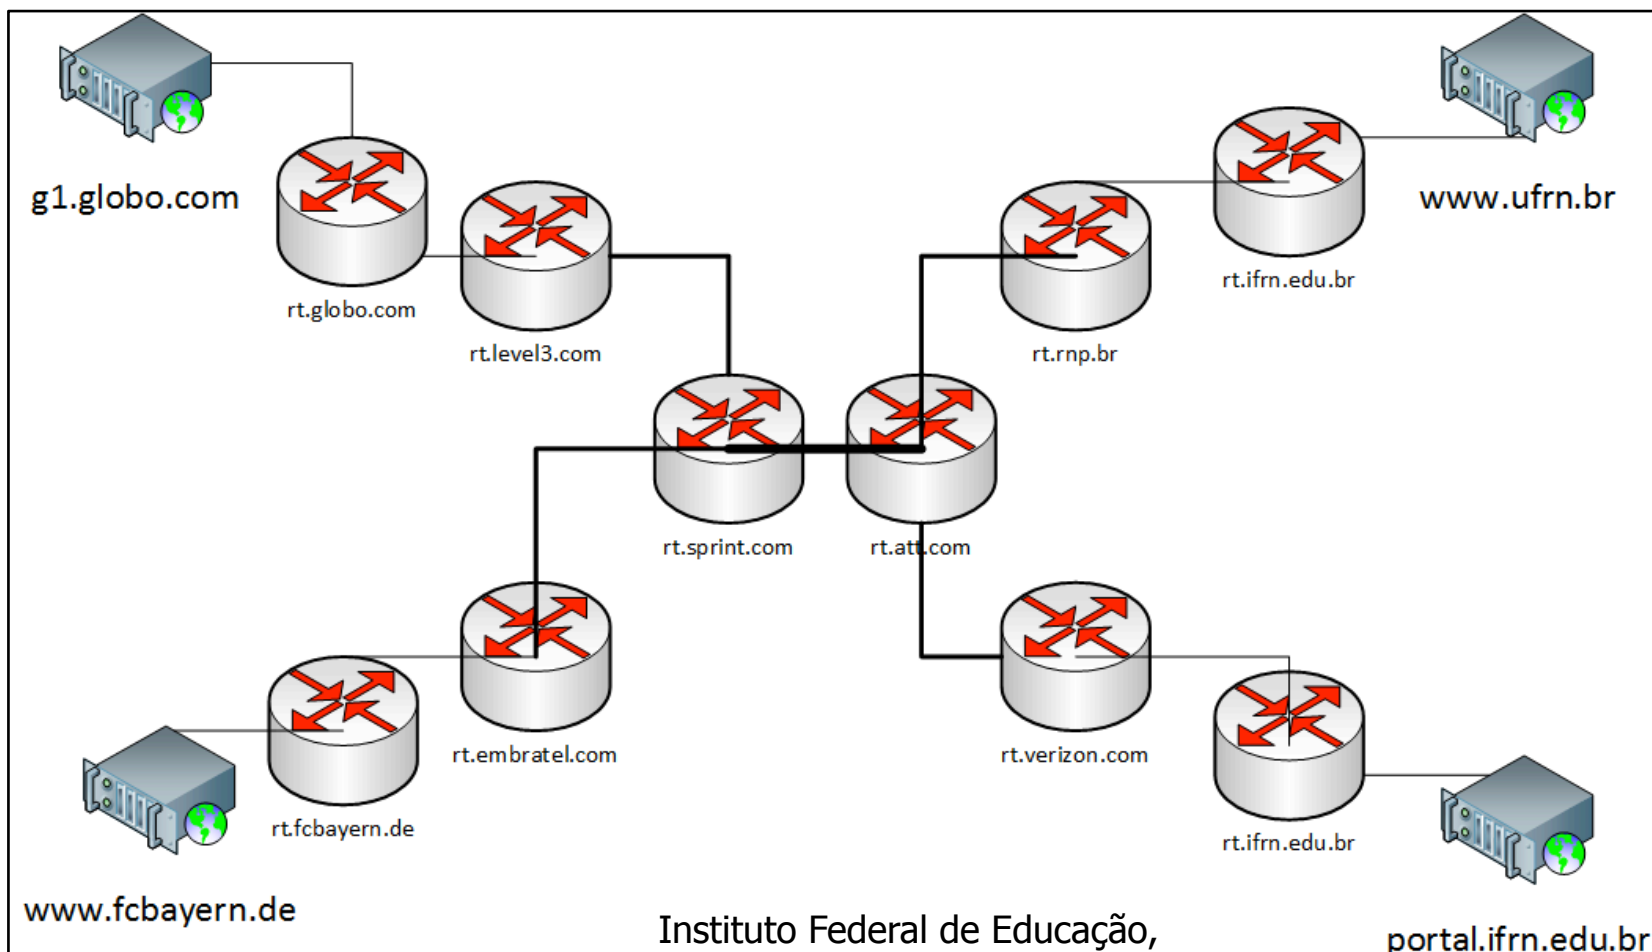 g1.globo.com
www.ufrn.br
rt.globo.com
rt.ifrn.edu.br
rt.level3.com
rt.rnp.br
rt.sprint.com
rt.att.com
rt.embratel.com
rt.verizon.com
rt.fcbayern.de
rt.ifrn.edu.br
www.fcbayern.de
Instituto Federal de Educação,
portal.ifrn.edu.br